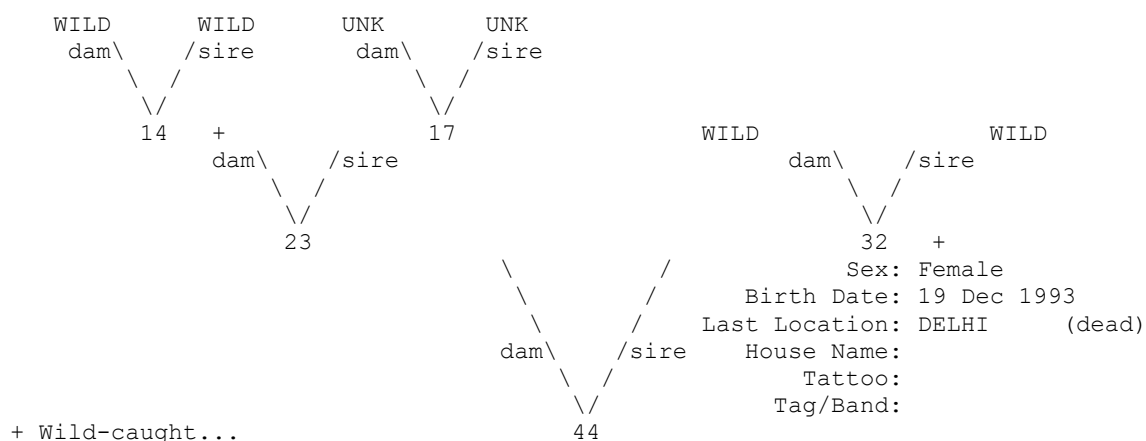 WILD WILD UNK UNK
dam\ /sire dam\ /sire
\ / \ /
\/ \/
14 + 17 WILD WILD
dam\ /sire dam\ /sire
\ / \ /
\/ \/
23 32 +
\ / Sex: Female
\ / Birth Date: 19 Dec 1993
\ / Last Location: DELHI (dead)
dam\ /sire House Name:
\ / Tattoo:
\/ Tag/Band:
+ Wild-caught... 44